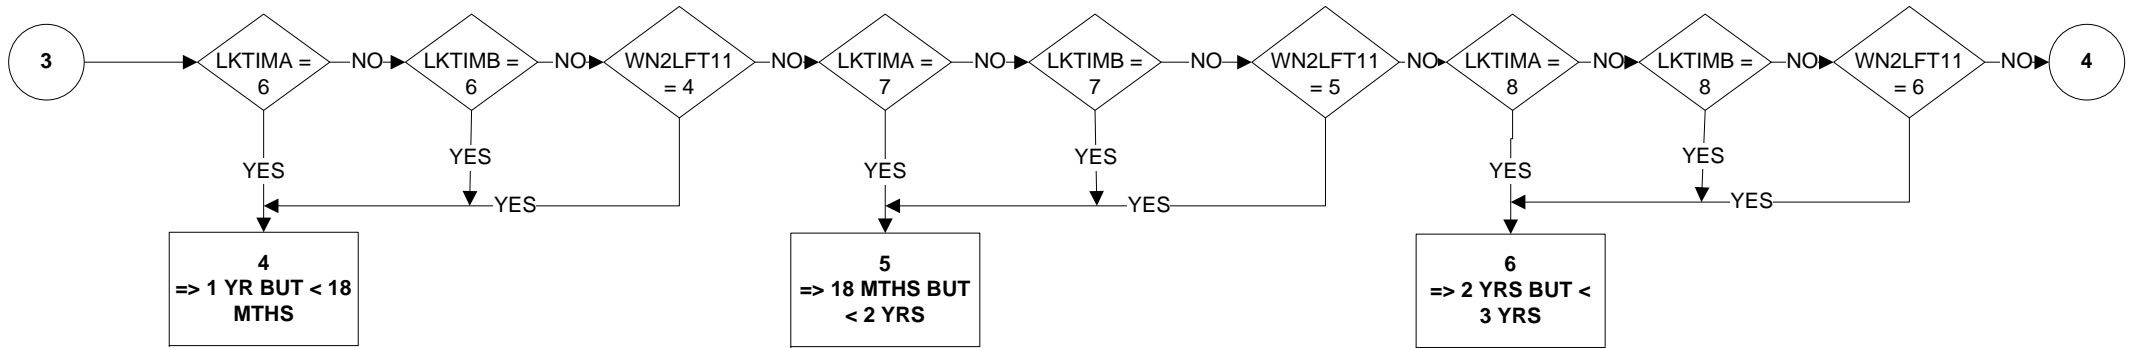 3
LKTIMA =
6
NO
LKTIMB =
6
NO
WN2LFT11
= 4
NO
LKTIMA =
7
NO
LKTIMB =
7
NO
WN2LFT11
= 5
NO
LKTIMA =
8
NO
LKTIMB =
8
NO
WN2LFT11
= 6
NO
4
YES
YES
YES
YES
YES
YES
YES
YES
YES
4
=> 1 YR BUT < 18
MTHS
5
=> 18 MTHS BUT
< 2 YRS
6
=> 2 YRS BUT <
3 YRS